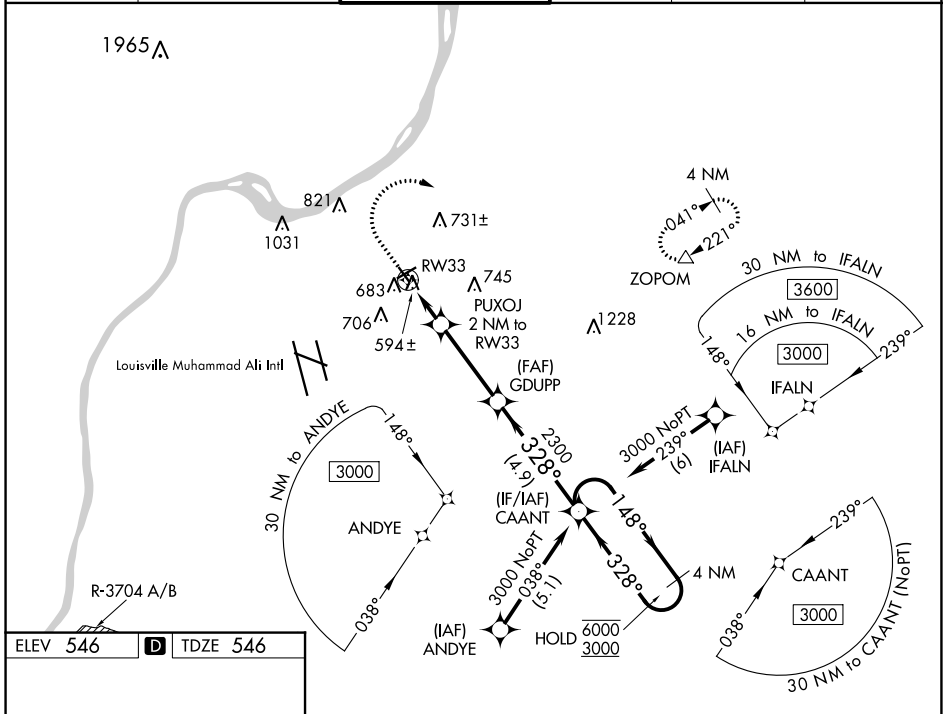 1965
4 NM
821
041°
731±
221°
1031
ZOPOM
RW33
30 NM to IFALN
683
745
3600
PUXOJ
2 NM to
RW33
706
1228
16 NM to IFALN
594±
148°
3000
239°
Louisville Muhammad Ali Intl
(FAF)
GDUPP
IFALN
30 NM to ANDYE
148°
2300
328°
(4.9)
3000 NoPT
239°
(6)
(IAF)
IFALN
3000
(IF/IAF)
CAANT
148°
239°
ANDYE
3000 NoPT
038°
(5.1)
328°
4 NM
CAANT
R-3704 A/B
038°
(IAF)
ANDYE
HOLD
6000
3000
038°
3000
30 NM to CAANT (NoPT)
ELEV 546 D TDZE 546